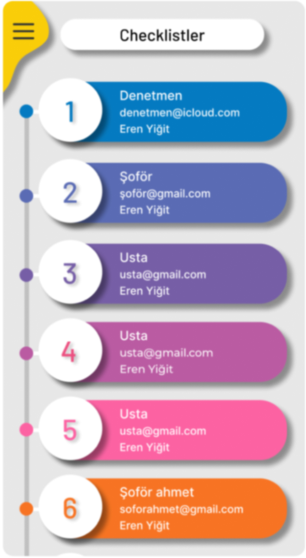 Checklistler
1
Denetmen
denetmen@icloud.com
Eren Yiğit
2
Şoför
şoför@gmail.com
Eren Yiğit
3
Usta
usta@gmail.com
Eren Yiğit
4
Usta
usta@gmail.com
Eren Yiğit
5
Usta
usta@gmail.com
Eren Yiğit
6
Şoför ahmet
soforahmet@gmail.com
Eren Yiğit